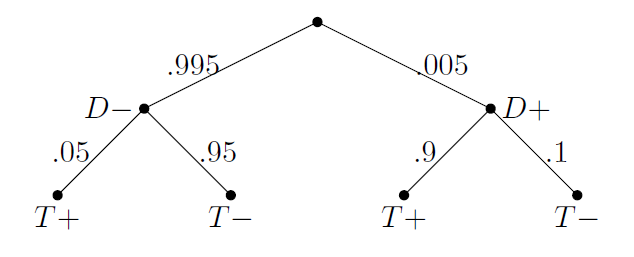 .995 .005
D− D+
.05 .95 .9 .1
T+ T− T+ T−